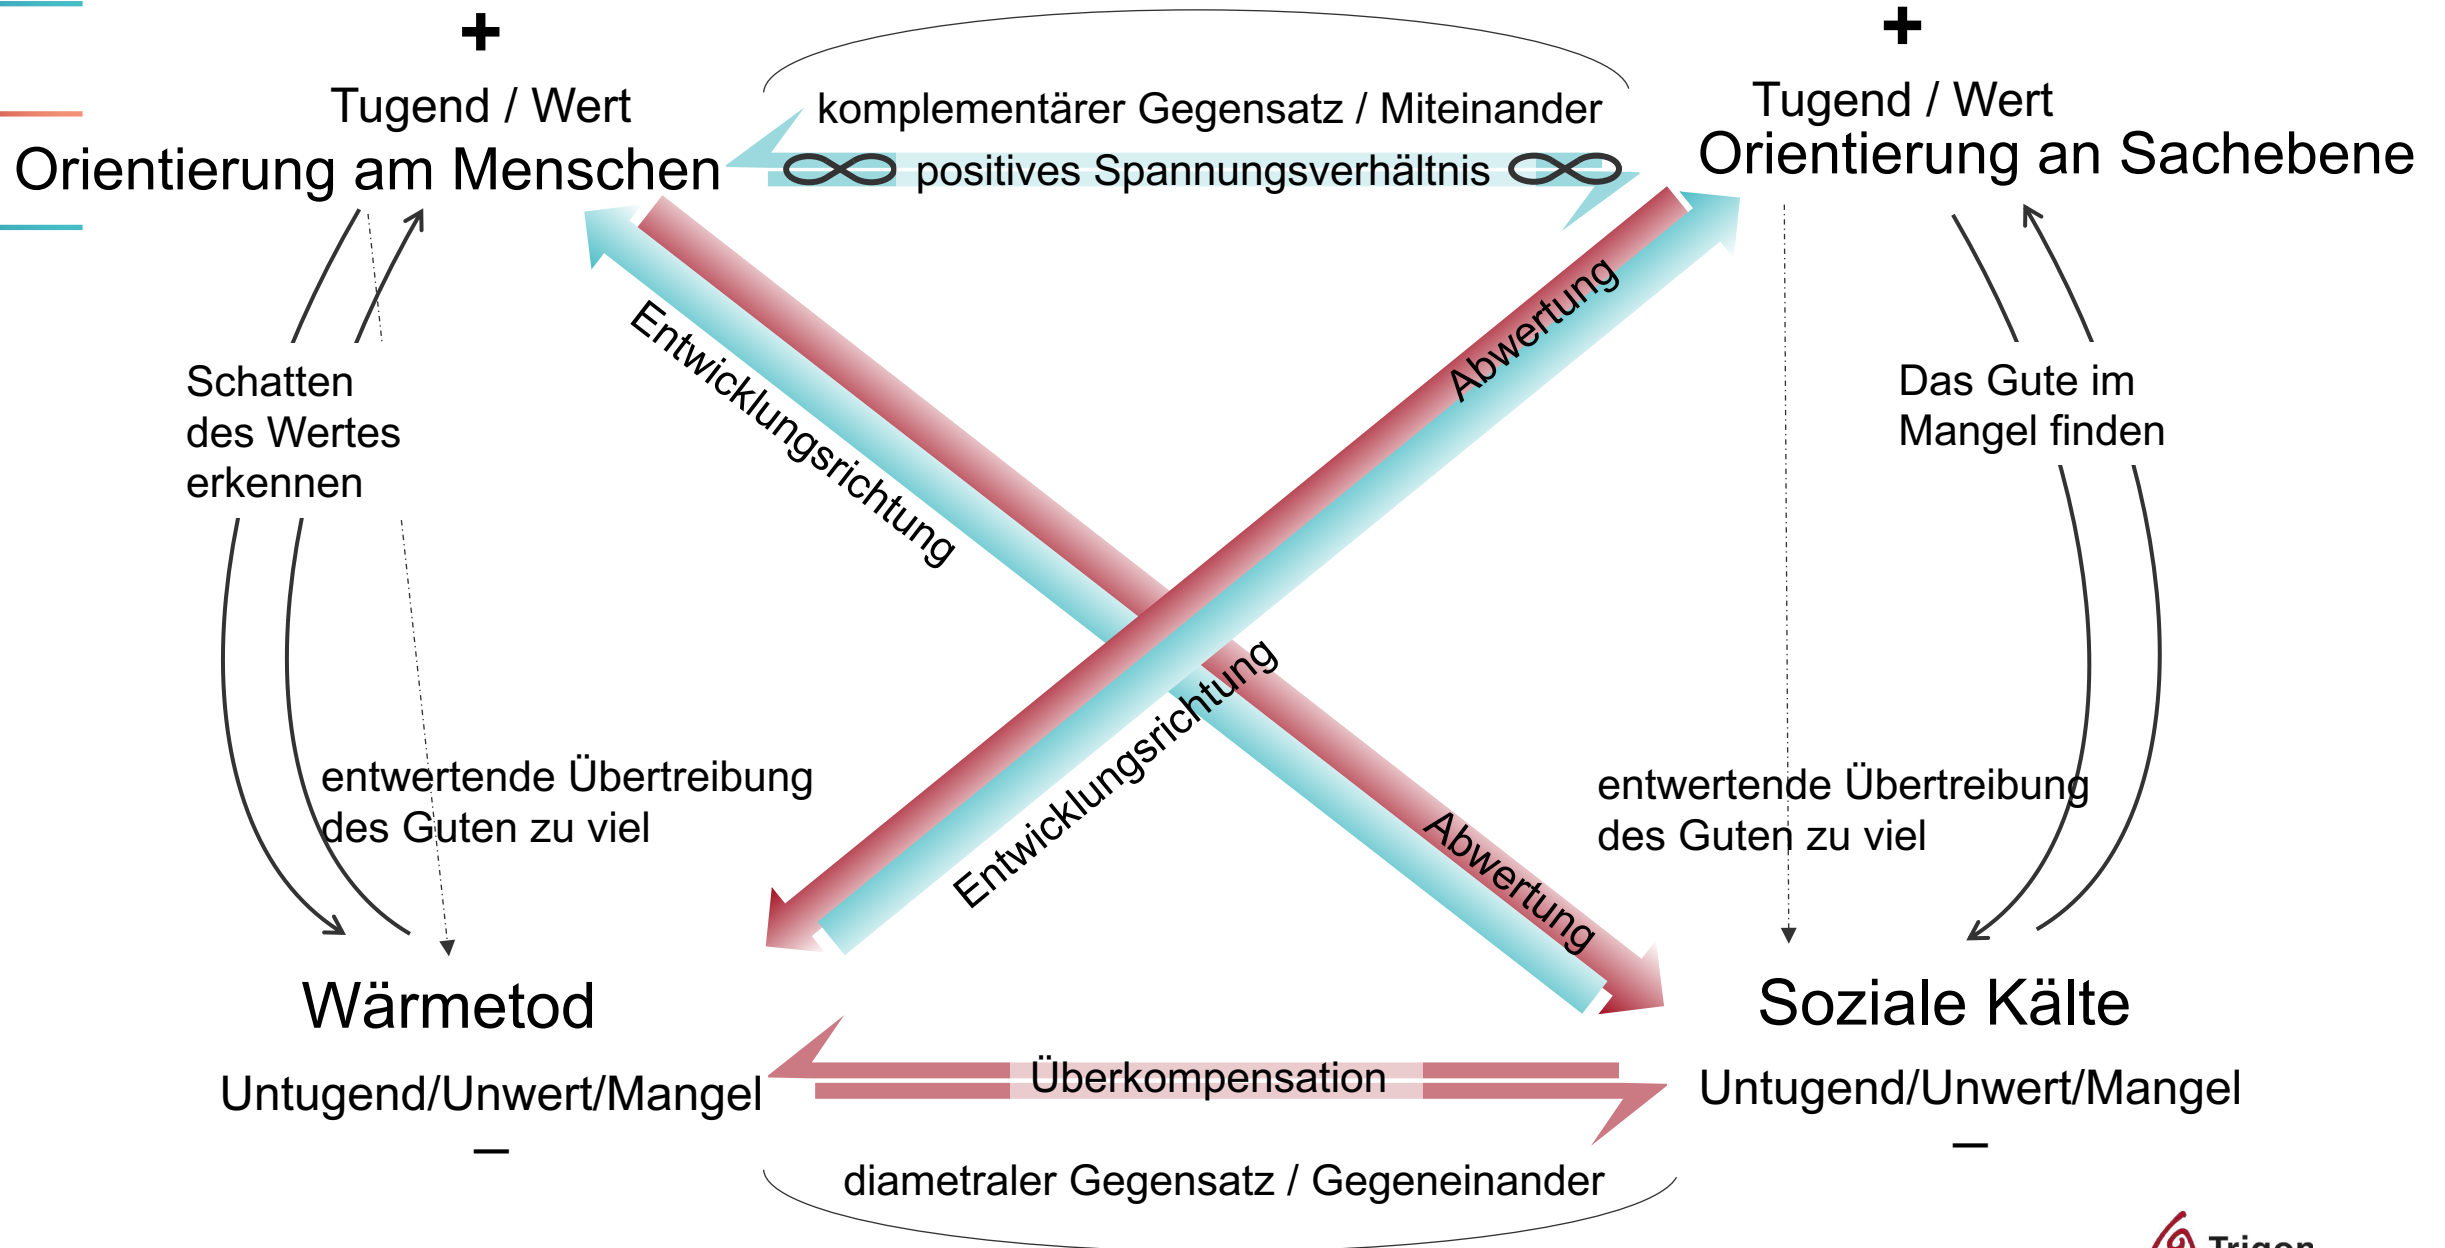 +
+
Tugend / Wert
Orientierung am Menschen
komplementärer Gegensatz / Miteinander
positives Spannungsverhältnis
Tugend / Wert
Orientierung an Sachebene
Entwicklungsrichtung
Abwertung
Schatten
des Wertes
erkennen
Das Gute im
Mangel finden
Entwicklungsrichtung
Abwertung
entwertende Übertreibung
des Guten zu viel
entwertende Übertreibung
des Guten zu viel
Wärmetod
Untugend/Unwert/Mangel
–
Überkompensation
Soziale Kälte
Untugend/Unwert/Mangel
–
diametraler Gegensatz / Gegeneinander
Trigon